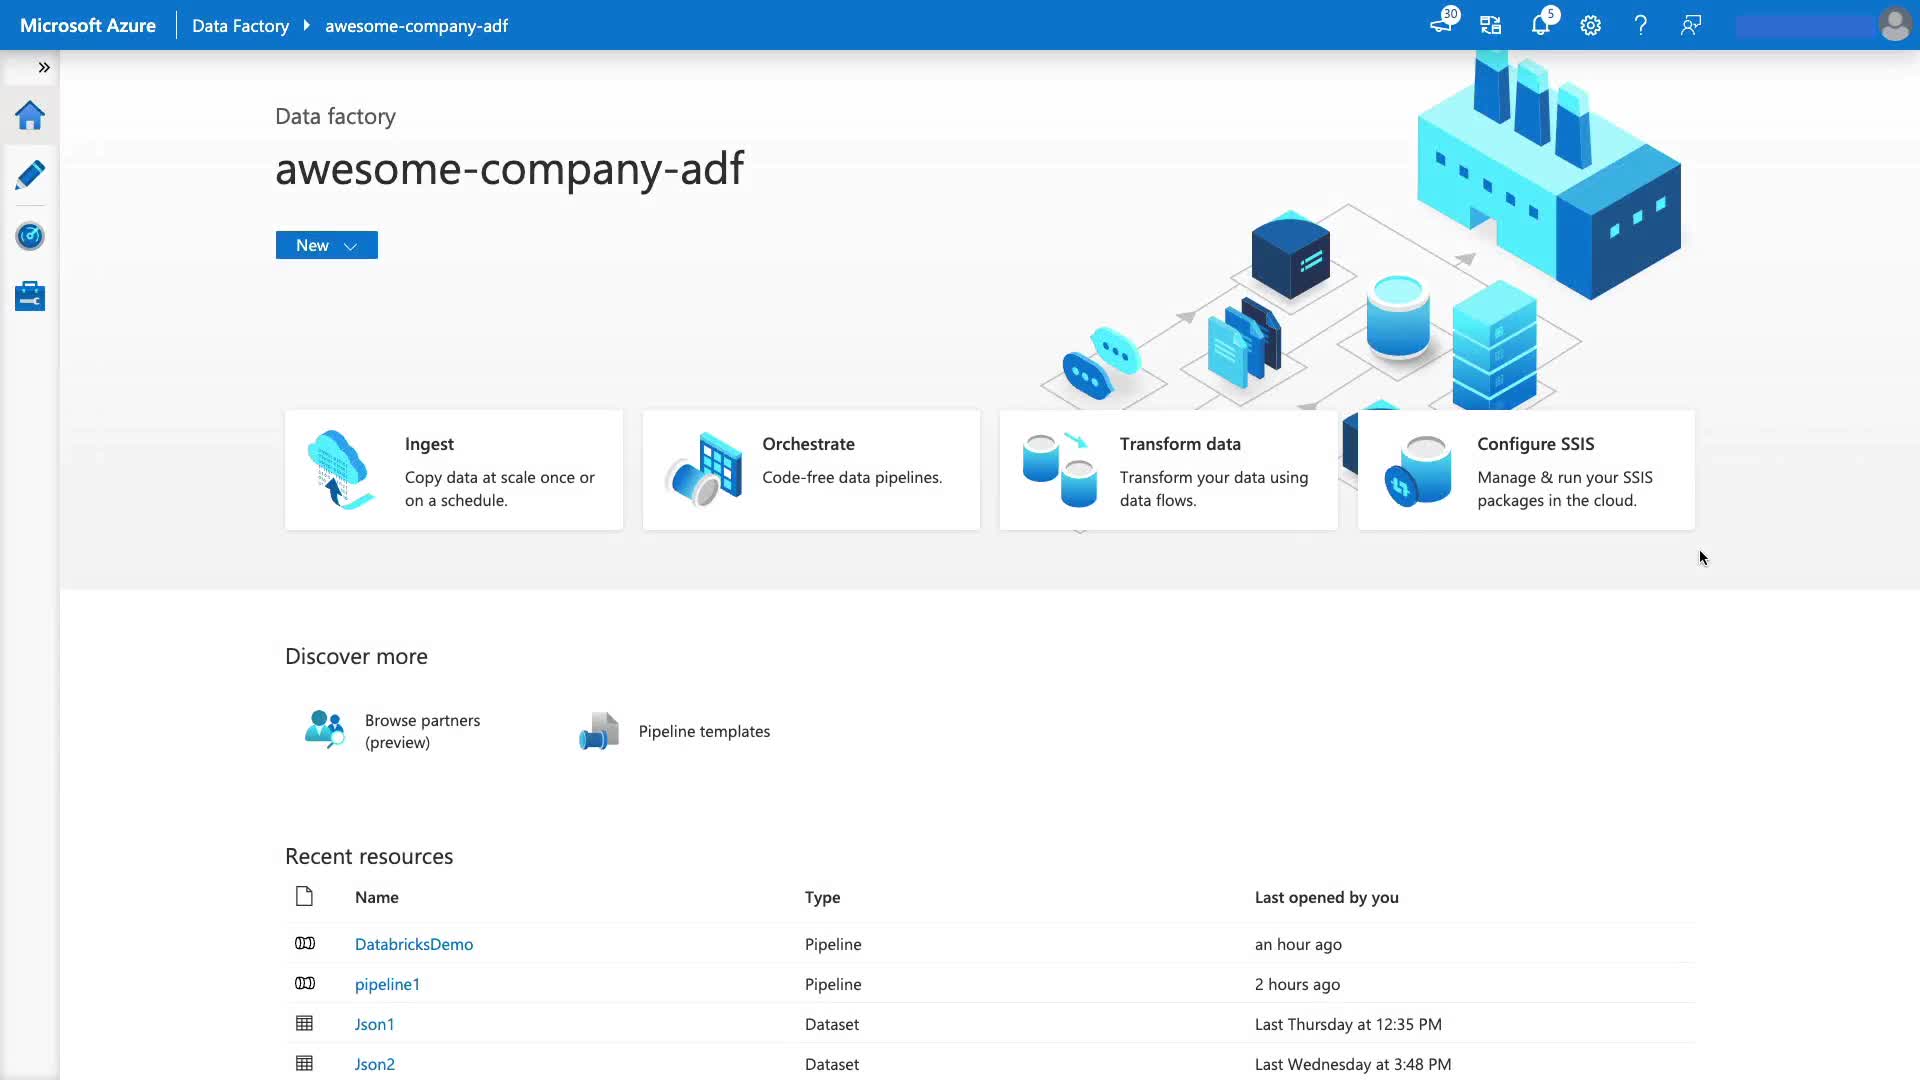 Microsoft Azure
Data Factory
awesome-company-adf
30
5
Data factory
awesome-company-adf
New
Ingest
Copy data at scale once or
on a schedule.
Orchestrate
Code-free data pipelines.
Transform data
Transform your data using
data flows.
Configure SSIS
Manage & run your SSIS
packages in the cloud.
Discover more
Browse partners
(preview)
Pipeline templates
Recent resources
Name Type Last opened by you
DatabricksDemo Pipeline an hour ago
pipeline1 Pipeline 2 hours ago
Json1 Dataset Last Thursday at 12:35 PM
Json2 Dataset Last Wednesday at 3:48 PM